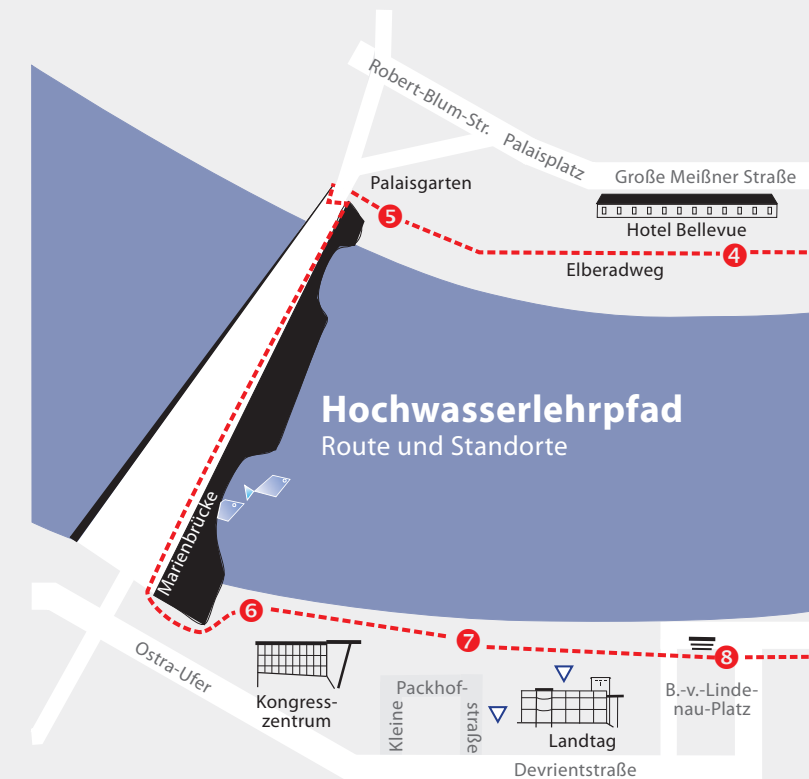 Robert-Blum-Str.
Palaisplatz
Große Meißner Straße
Palaisgarten
5
Hotel Bellevue
4
Elberadweg
Hochwasserlehrpfad
Route und Standorte
Marienbrücke
6
7
8
Ostra-Ufer
Kongress-
zentrum
Kleine
Packhof-
straße
Landtag
B.-v.-Linde-
nau-Platz
Devrientstraße